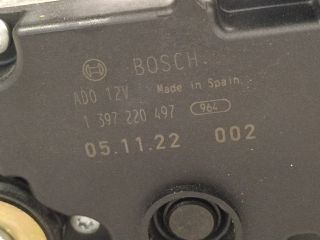 BOSCH
ADO 12V Made in Spain
1 397 220 497 964
05.11.22 002